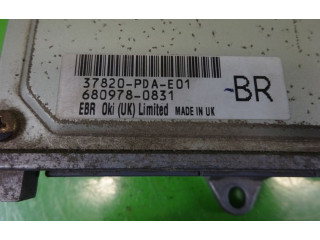 37820-PDA-E01
680978-0831
EBR Oki (UK) Limited MADE IN UK
-BR